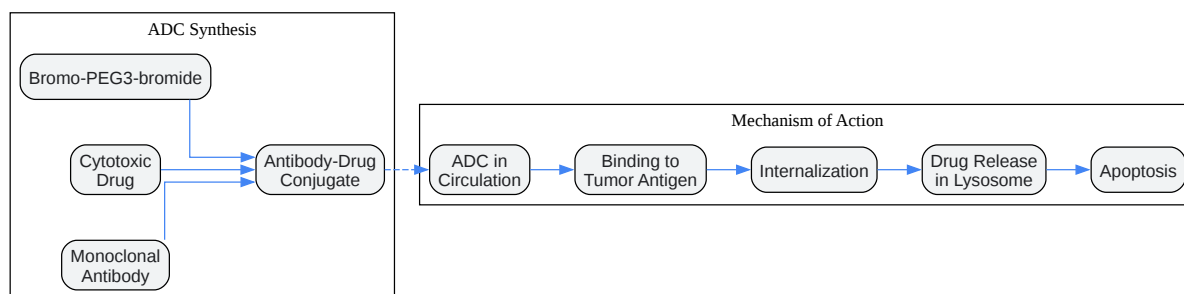 ADC Synthesis
Bromo-PEG3-bromide
Cytotoxic
Drug
Monoclonal
Antibody
Antibody-Drug
Conjugate
Mechanism of Action
ADC in
Circulation
Binding to
Tumor Antigen
Internalization
Drug Release
in Lysosome
Apoptosis